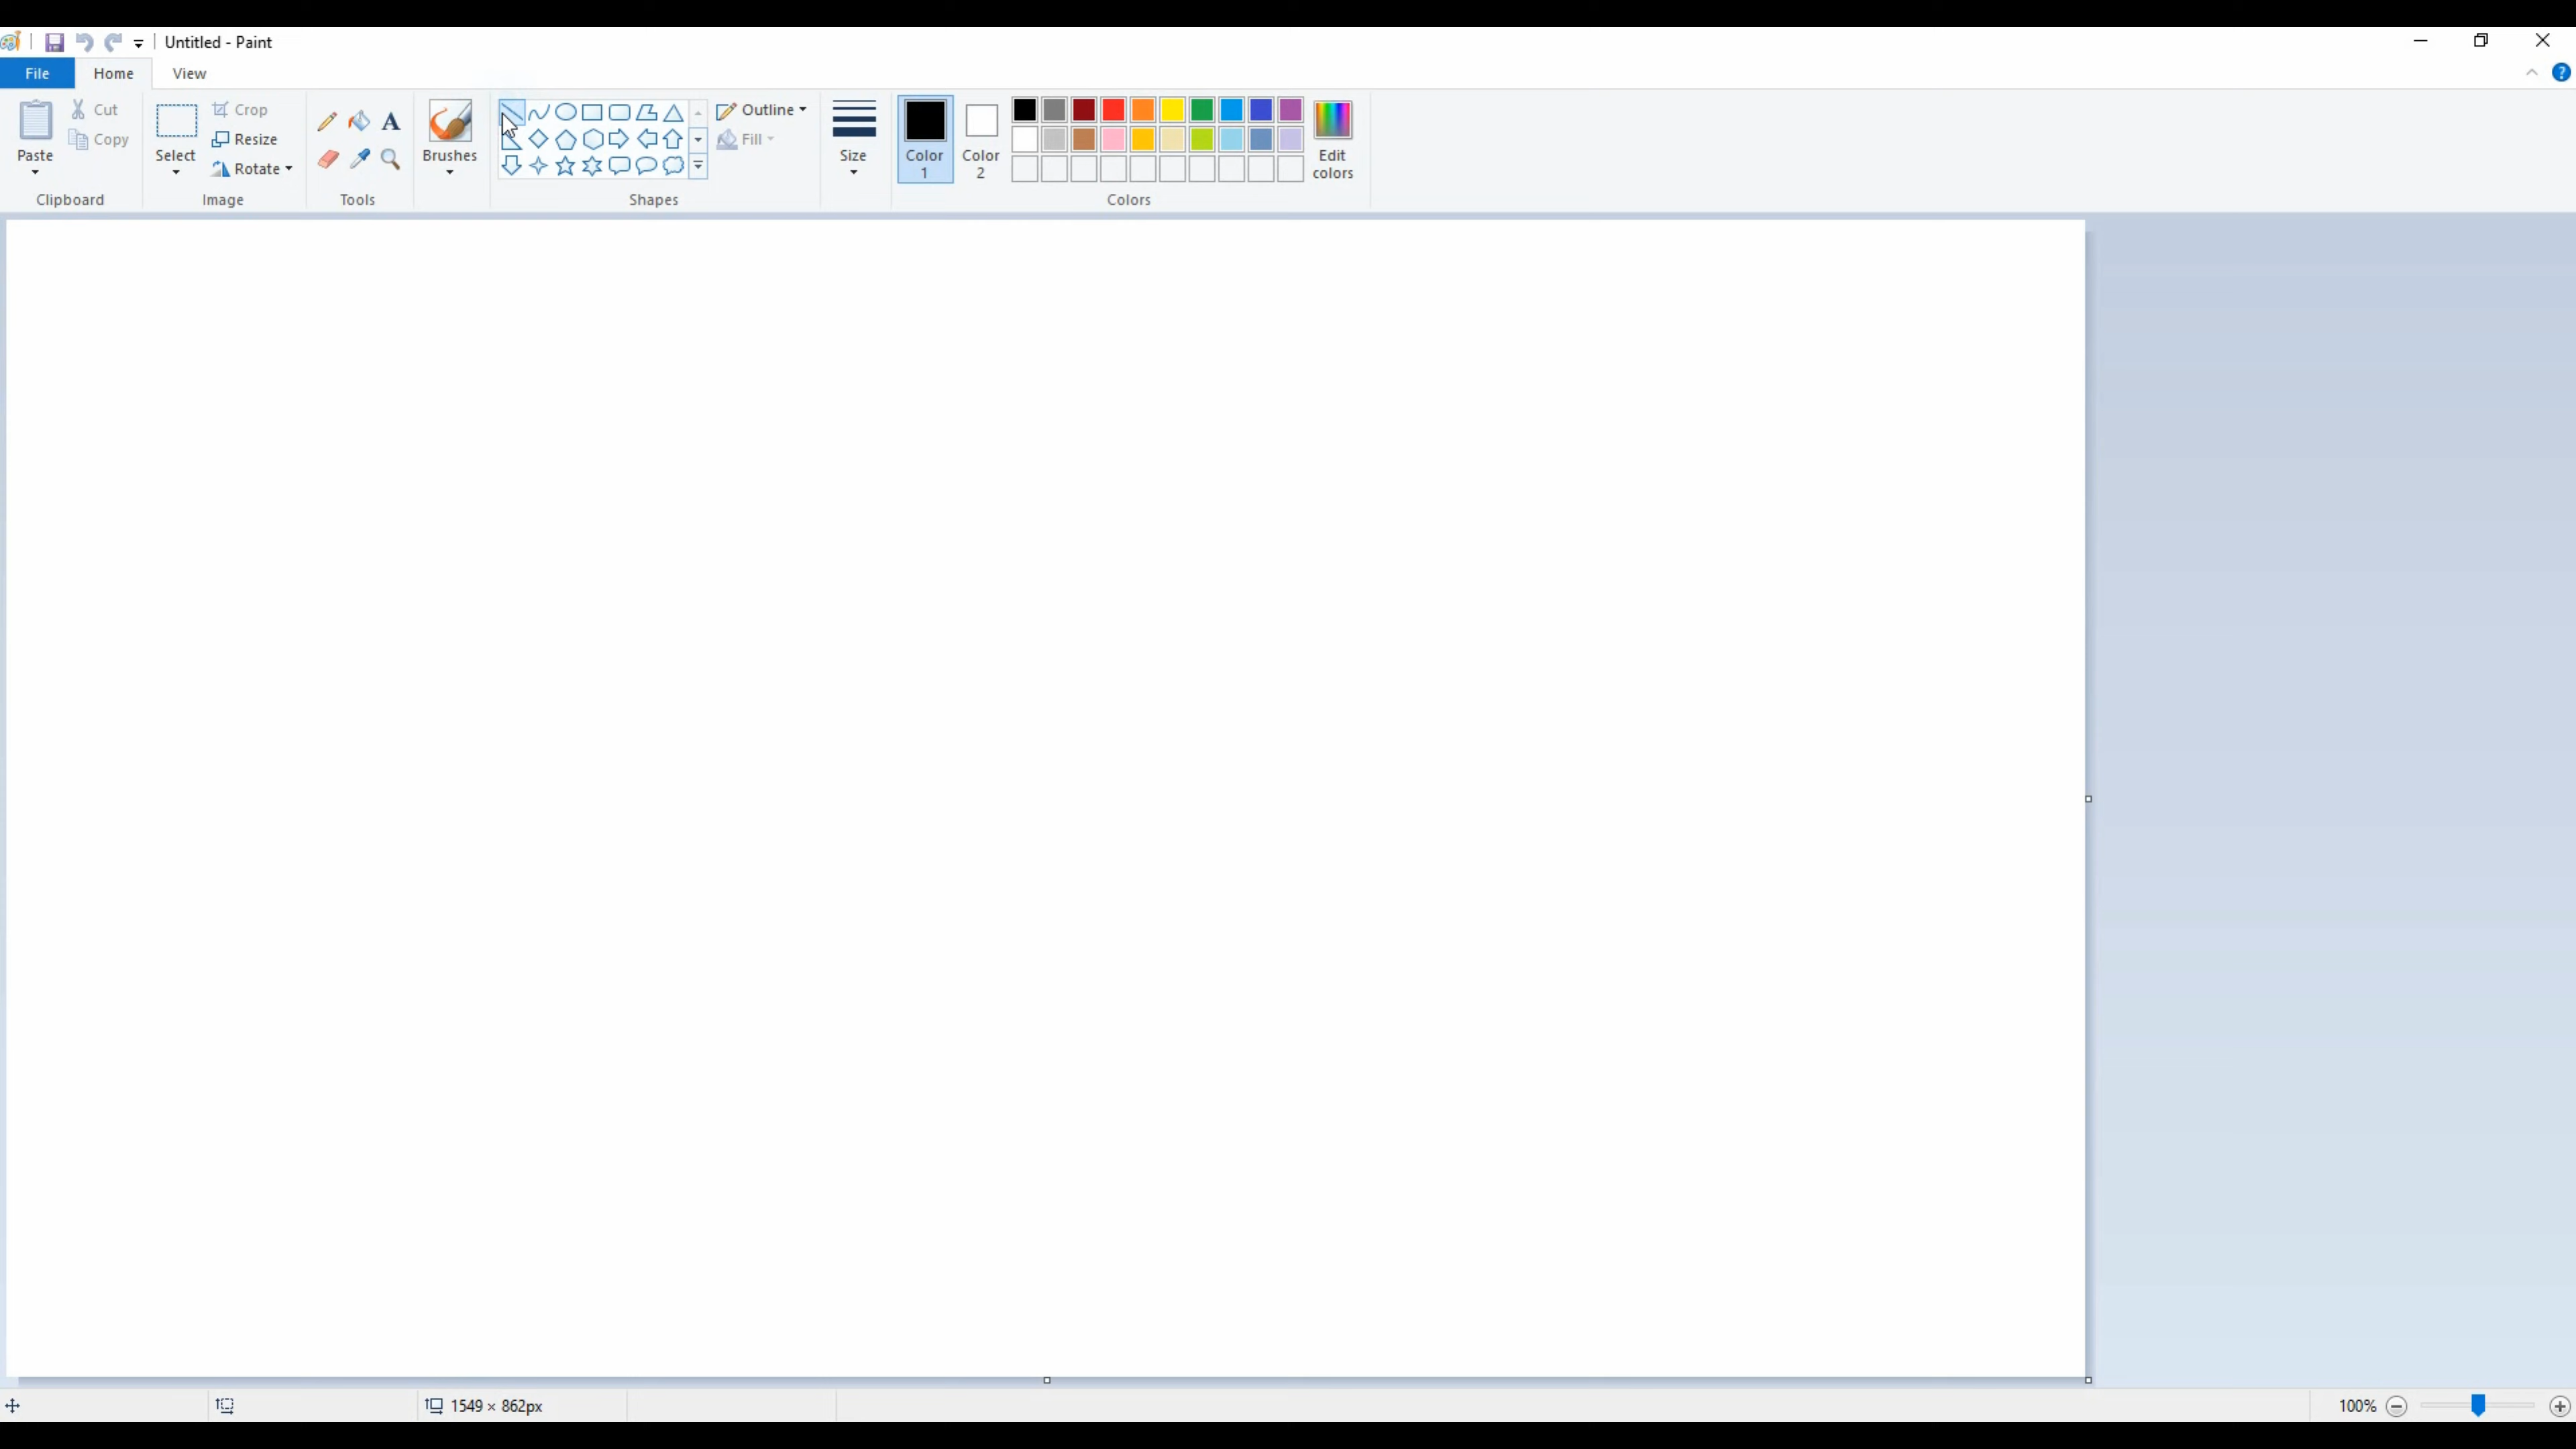 Untitled - Paint
File Home View
Paste Cut Copy Select Crop Resize Rotate A Brushes Outline Fill Size Color 1 Color 2 Edit colors
Clipboard Image Tools Shapes Colors
1549 × 862px 100%